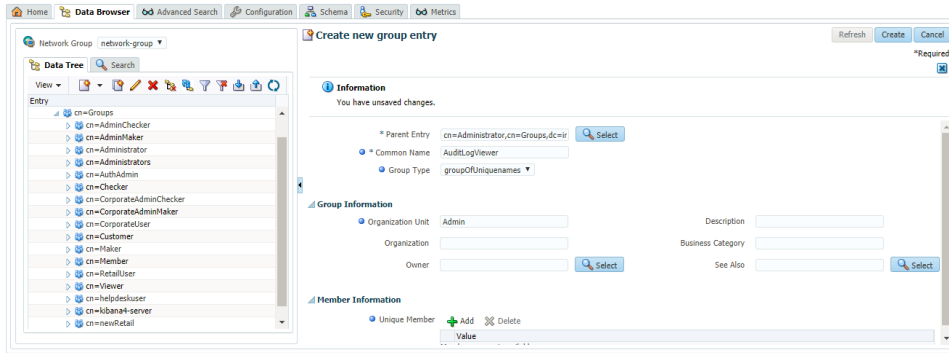 Home Data Browser Advanced Search Configuration Schema Security Metrics
Network Group network-group
Data Tree Search
View
Entry
cn=Groups
cn=AdminChecker
cn=AdminMaker
cn=Administrator
cn=Administrators
cn=AuthAdmin
cn=Checker
cn=CorporateAdminChecker
cn=CorporateAdminMaker
cn=CorporateUser
cn=Customer
cn=Maker
cn=Member
cn=RetailUser
cn=Viewer
cn=helpdeskuser
cn=kibana4-server
cn=newRetail
Create new group entry
Refresh Create Cancel
*Required
Information
You have unsaved changes.
* Parent Entry cn=Administrator,cn=Groups,dc=ir Select
* Common Name AuditLogViewer
Group Type groupOfUniquenames
Group Information
Organization Unit Admin Description
Organization Business Category
Owner Select See Also Select
Member Information
Unique Member Add Delete
Value